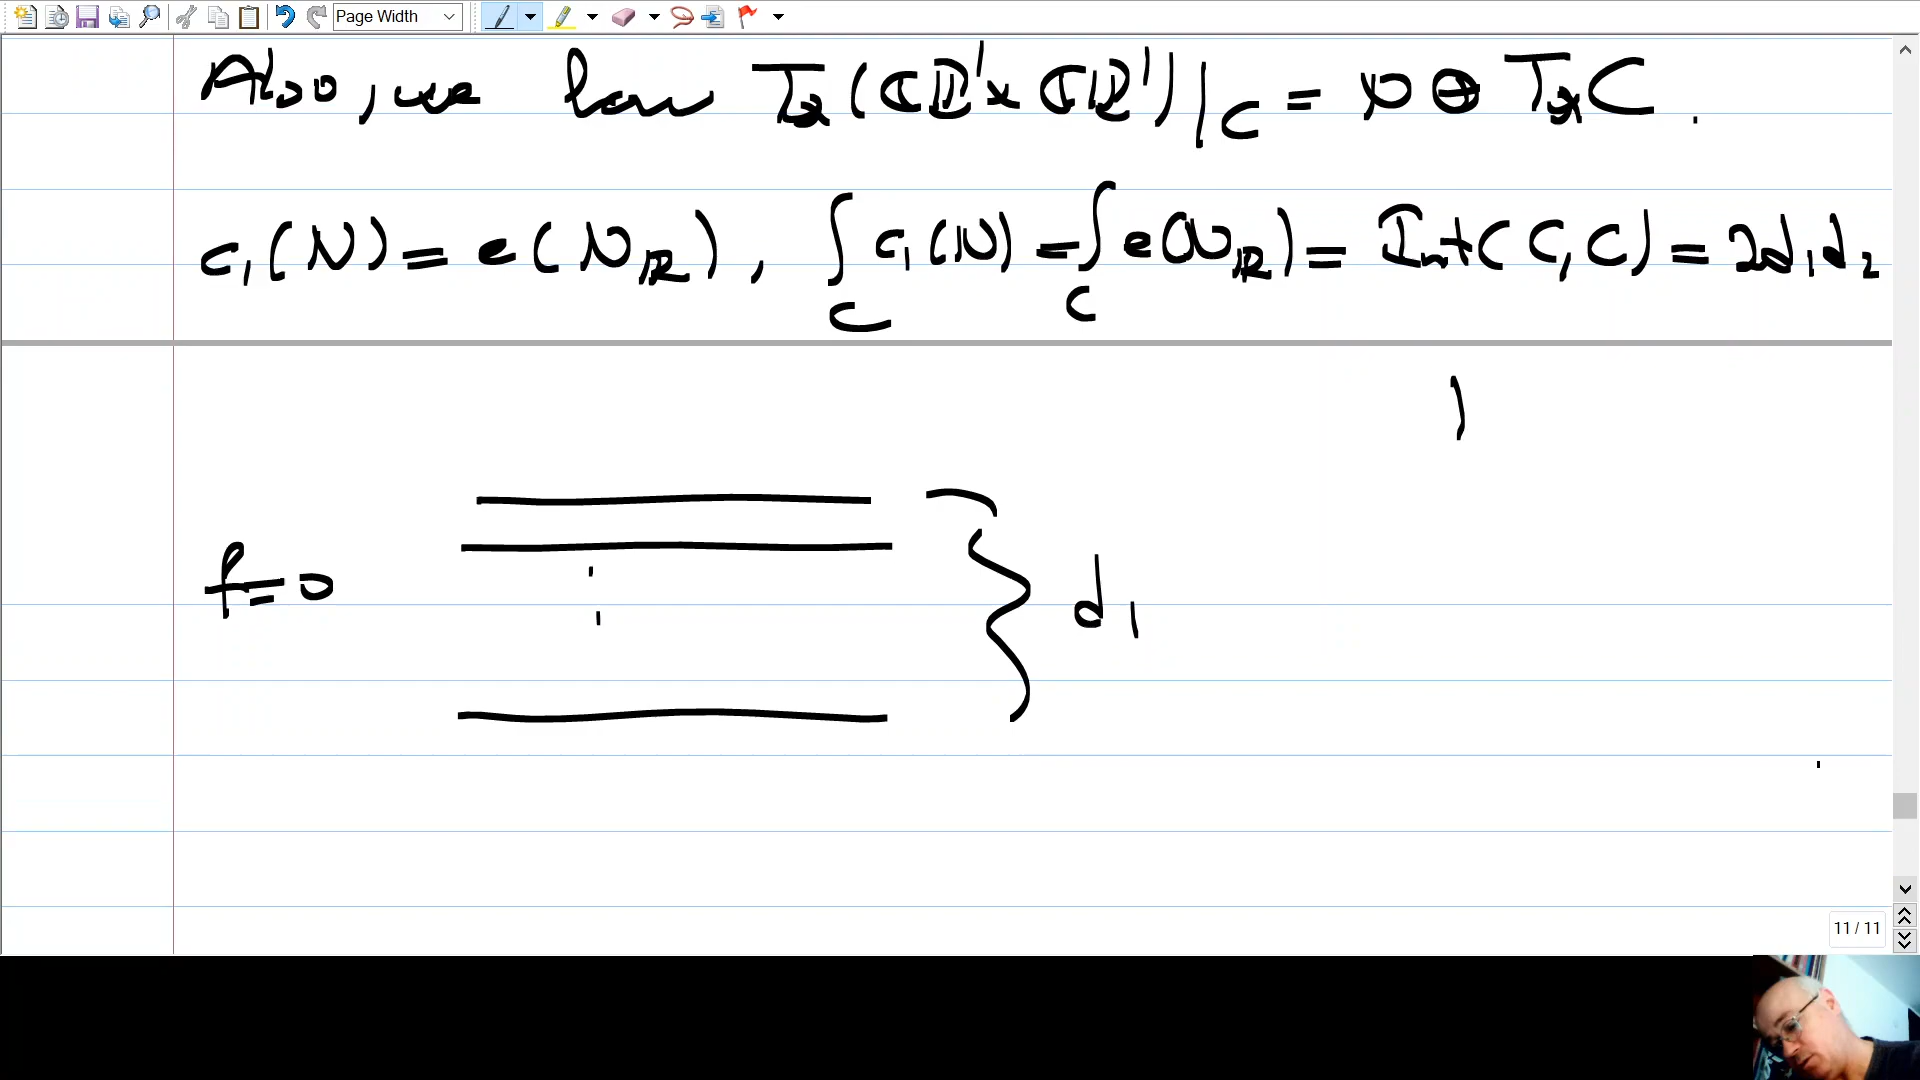 Page Width
Also, we have T_x(ℂP¹×ℂP¹)|_C = N ⊕ T_xC.
c₁(N) = e(N_ℝ), ∫_C c₁(N) = ∫_C e(N_ℝ) = Int(C, C) = 2d₁d₂
f=0 } d₁
11 / 11